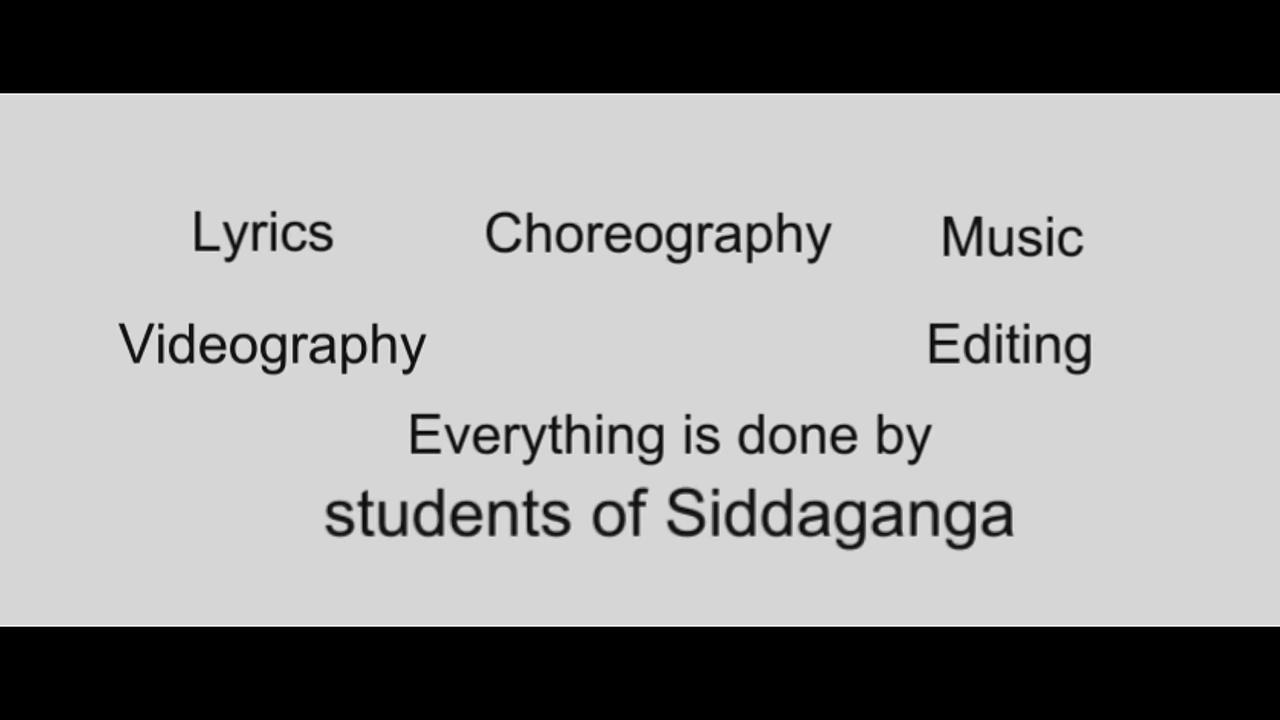 Lyrics Choreography Music
Videography Editing
Everything is done by
students of Siddaganga